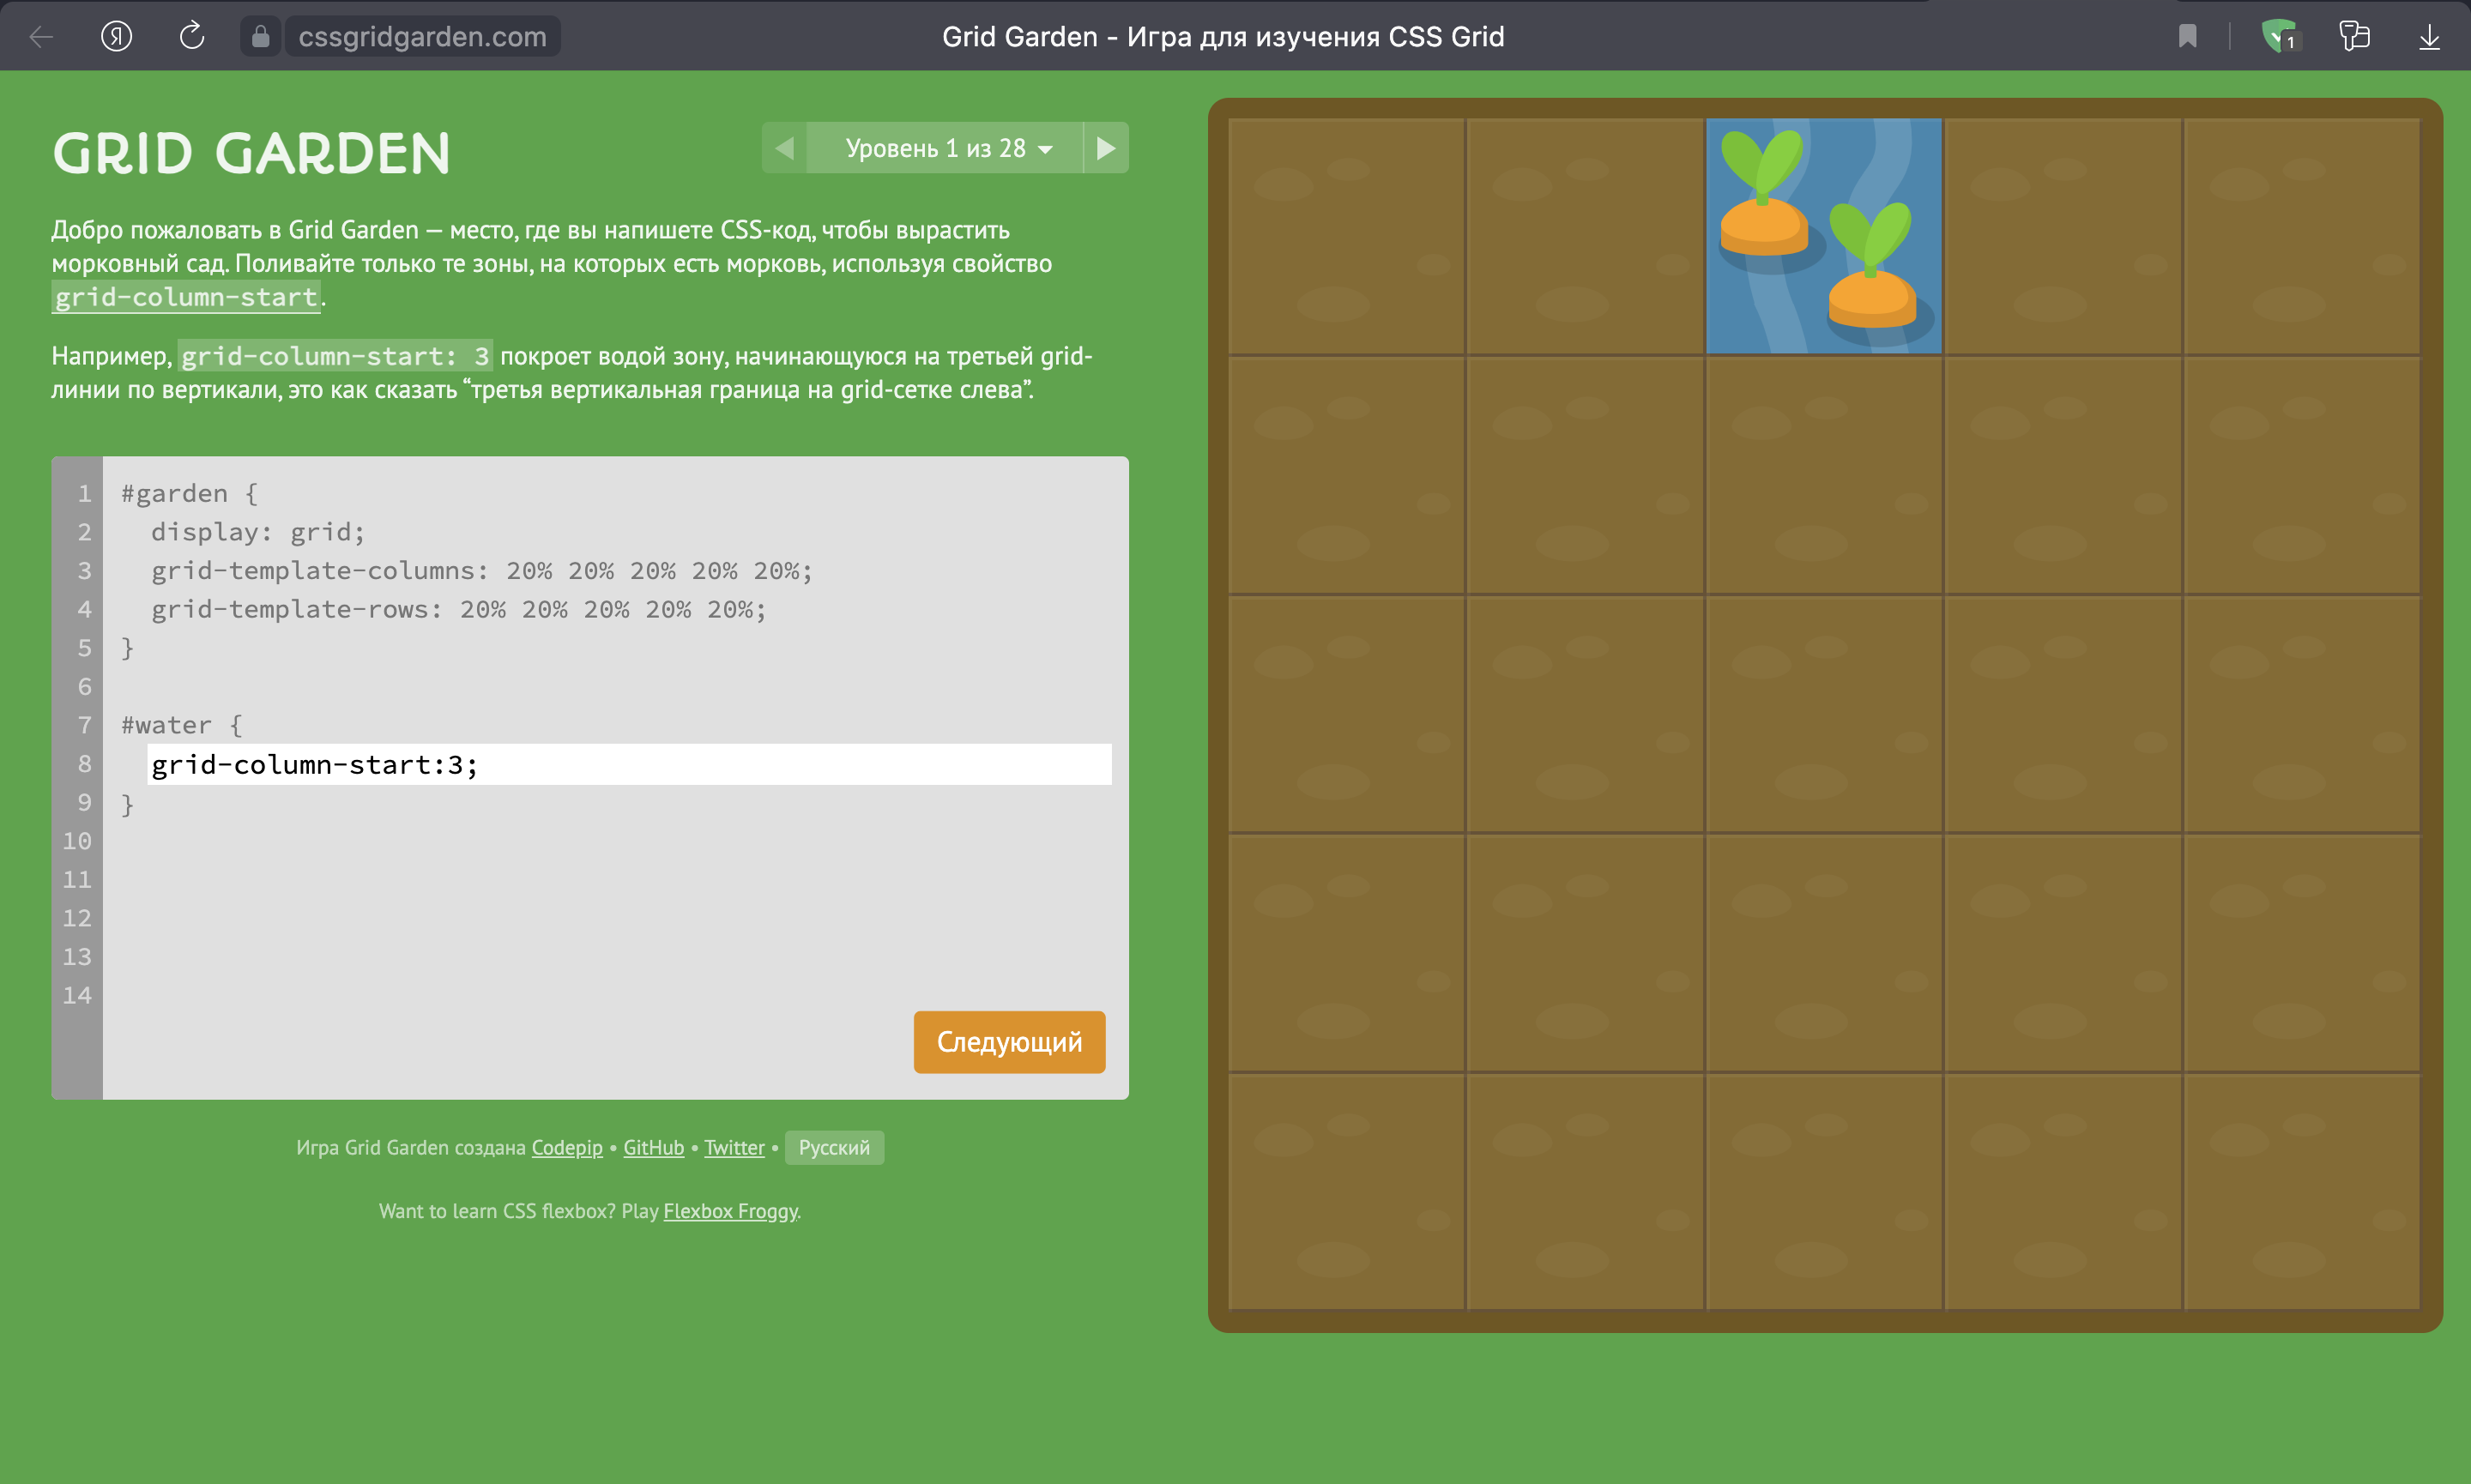 cssgridgarden.com
Grid Garden - Игра для изучения CSS Grid
1
GRID GARDEN
Уровень 1 из 28
Добро пожаловать в Grid Garden — место, где вы напишете CSS-код, чтобы вырастить
морковный сад. Поливайте только те зоны, на которых есть морковь, используя свойство
grid-column-start.
Например, grid-column-start: 3 покроет водой зону, начинающуюся на третьей grid-
линии по вертикали, это как сказать “третья вертикальная граница на grid-сетке слева”.
1 #garden {
2 display: grid;
3 grid-template-columns: 20% 20% 20% 20% 20%;
4 grid-template-rows: 20% 20% 20% 20% 20%;
5 }
6
7 #water {
8 grid-column-start:3;
9 }
10
11
12
13
14
Следующий
Игра Grid Garden создана Codepip • GitHub • Twitter • Русский
Want to learn CSS flexbox? Play Flexbox Froggy.